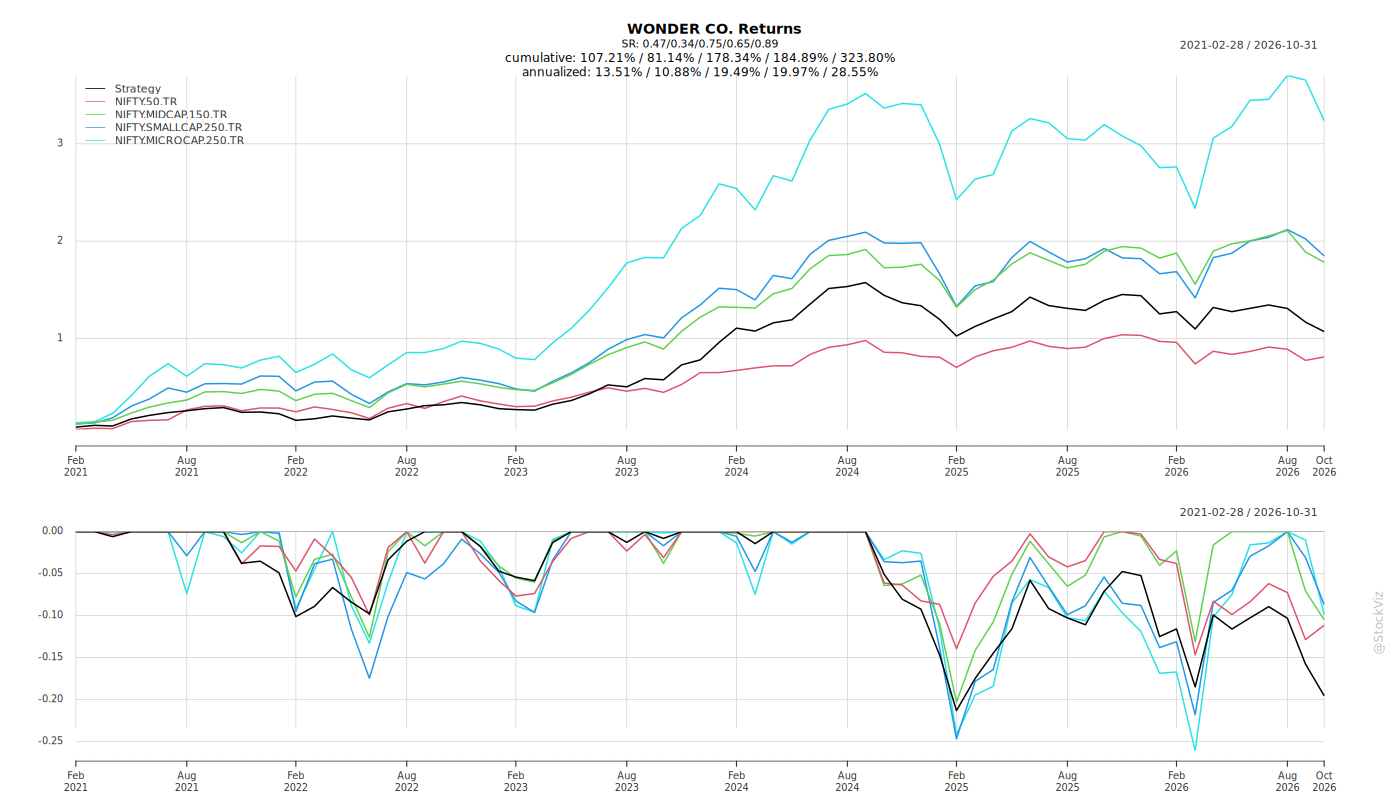 WONDER CO. Returns
SR: 0.47/0.34/0.75/0.65/0.89
cumulative: 107.21% / 81.14% / 178.34% / 184.89% / 323.80%
annualized: 13.51% / 10.88% / 19.49% / 19.97% / 28.55%
2021-02-28 / 2026-10-31
Strategy
NIFTY.50.TR
NIFTY.MIDCAP.150.TR
NIFTY.SMALLCAP.250.TR
NIFTY.MICROCAP.250.TR
3
2
1
Feb Aug Feb Aug Feb Aug Feb Aug Feb Aug Feb Aug Oct
2021 2021 2022 2022 2023 2023 2024 2024 2025 2025 2026 2026 2026
2021-02-28 / 2026-10-31
0.00
-0.05
-0.10
-0.15
-0.20
-0.25
Feb Aug Feb Aug Feb Aug Feb Aug Feb Aug Feb Aug Oct
2021 2021 2022 2022 2023 2023 2024 2024 2025 2025 2026 2026 2026
@StockViz